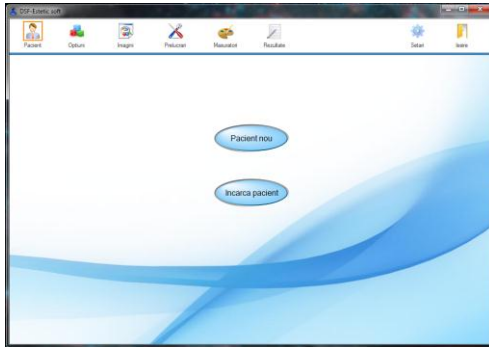 DSP-Estetic soft
Pacient Optiuni Imagini Prelucrari Masuratori Rezultate Setari Iesire
Pacient nou
Incarca pacient